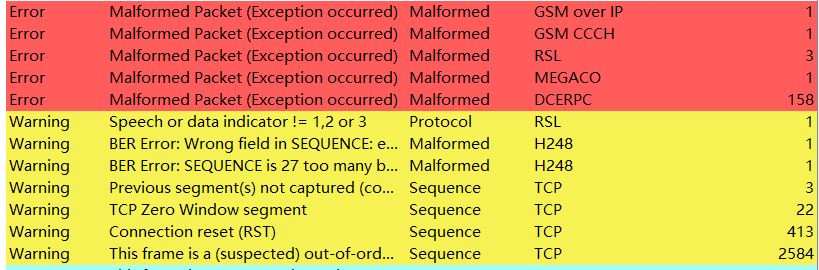 Error Malformed Packet (Exception occurred) Malformed GSM over IP 1
Error Malformed Packet (Exception occurred) Malformed GSM CCCH 1
Error Malformed Packet (Exception occurred) Malformed RSL 3
Error Malformed Packet (Exception occurred) Malformed MEGACO 1
Error Malformed Packet (Exception occurred) Malformed DCERPC 158
Warning Speech or data indicator != 1,2 or 3 Protocol RSL 1
Warning BER Error: Wrong field in SEQUENCE: e... Malformed H248 1
Warning BER Error: SEQUENCE is 27 too many b... Malformed H248 1
Warning Previous segment(s) not captured (co... Sequence TCP 3
Warning TCP Zero Window segment Sequence TCP 22
Warning Connection reset (RST) Sequence TCP 413
Warning This frame is a (suspected) out-of-ord... Sequence TCP 2584